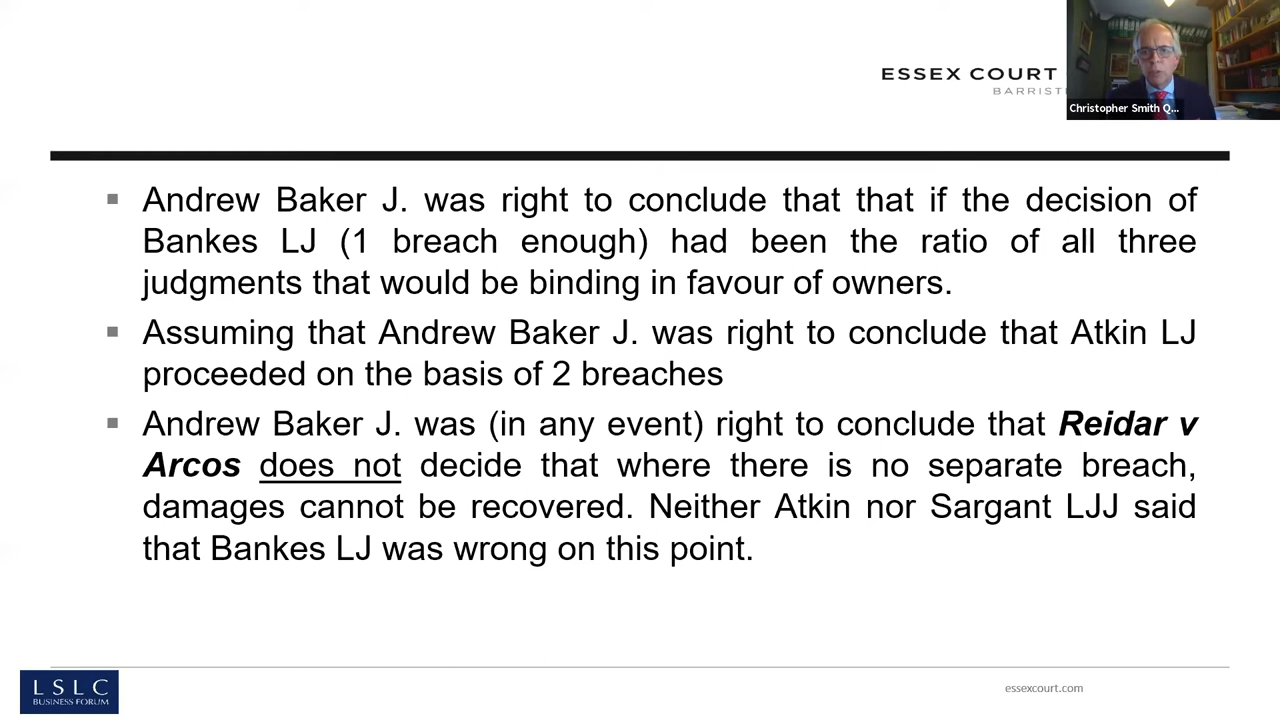 ESSEX COURT
BARRIST
Christopher Smith Q...
▪ Andrew Baker J. was right to conclude that that if the decision of
Bankes LJ (1 breach enough) had been the ratio of all three
judgments that would be binding in favour of owners.
▪ Assuming that Andrew Baker J. was right to conclude that Atkin LJ
proceeded on the basis of 2 breaches
▪ Andrew Baker J. was (in any event) right to conclude that Reidar v
Arcos does not decide that where there is no separate breach,
damages cannot be recovered. Neither Atkin nor Sargant LJJ said
that Bankes LJ was wrong on this point.
LSLC
BUSINESS FORUM
essexcourt.com